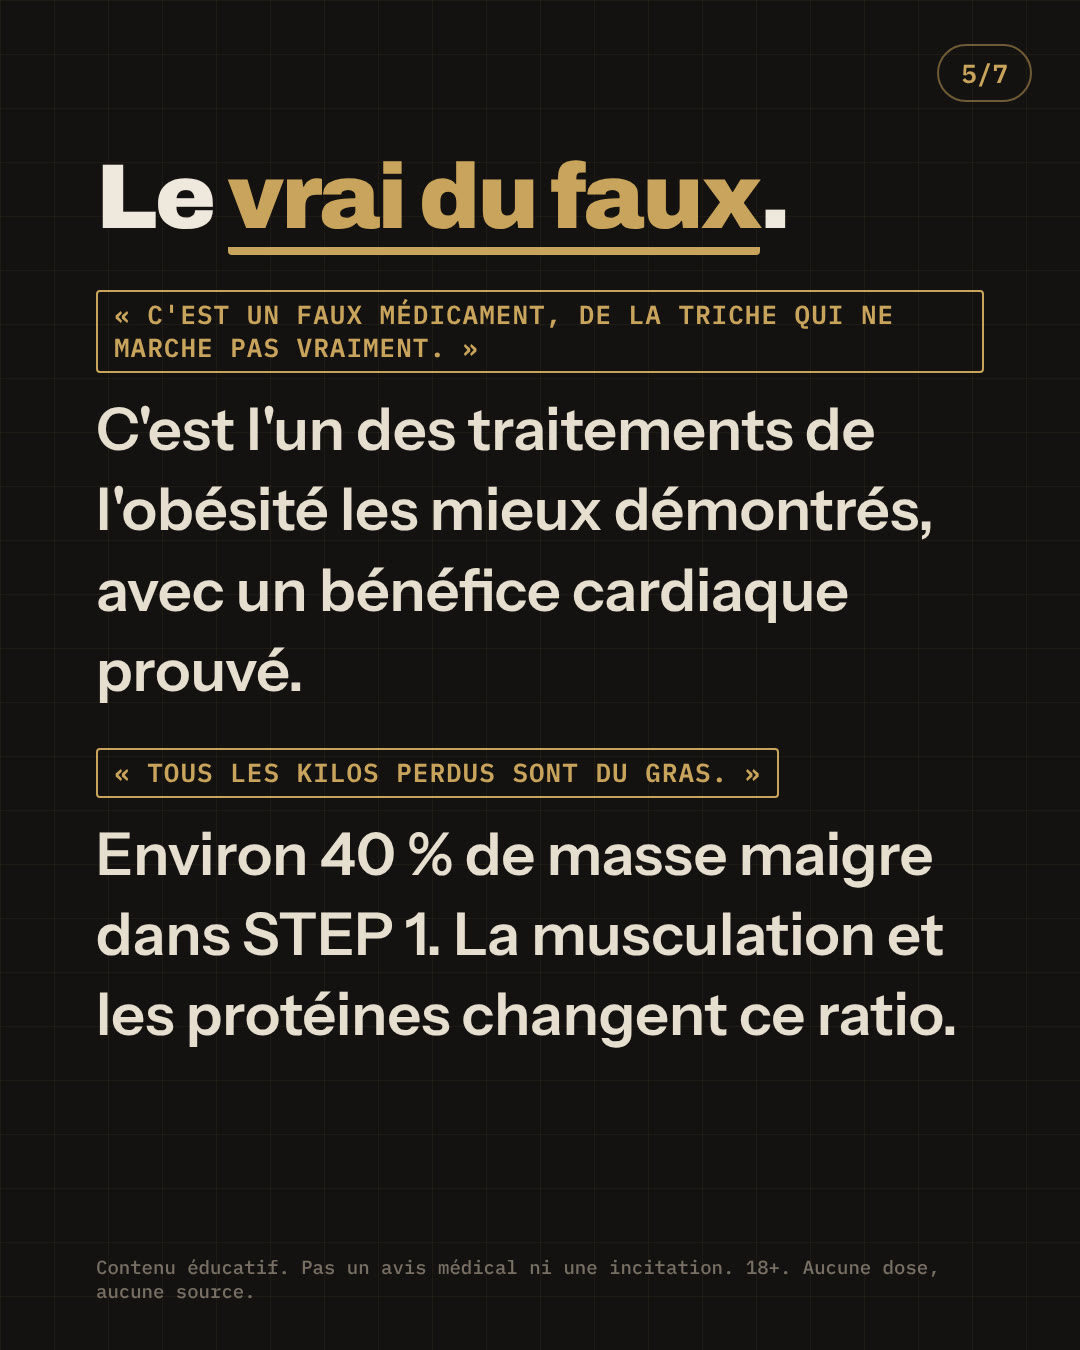 5/7
Le vrai du faux.
« C'EST UN FAUX MÉDICAMENT, DE LA TRICHE QUI NE
MARCHE PAS VRAIMENT. »
C'est l'un des traitements de
l'obésité les mieux démontrés,
avec un bénéfice cardiaque
prouvé.
« TOUS LES KILOS PERDUS SONT DU GRAS. »
Environ 40 % de masse maigre
dans STEP 1. La musculation et
les protéines changent ce ratio.
Contenu éducatif. Pas un avis médical ni une incitation. 18+. Aucune dose,
aucune source.